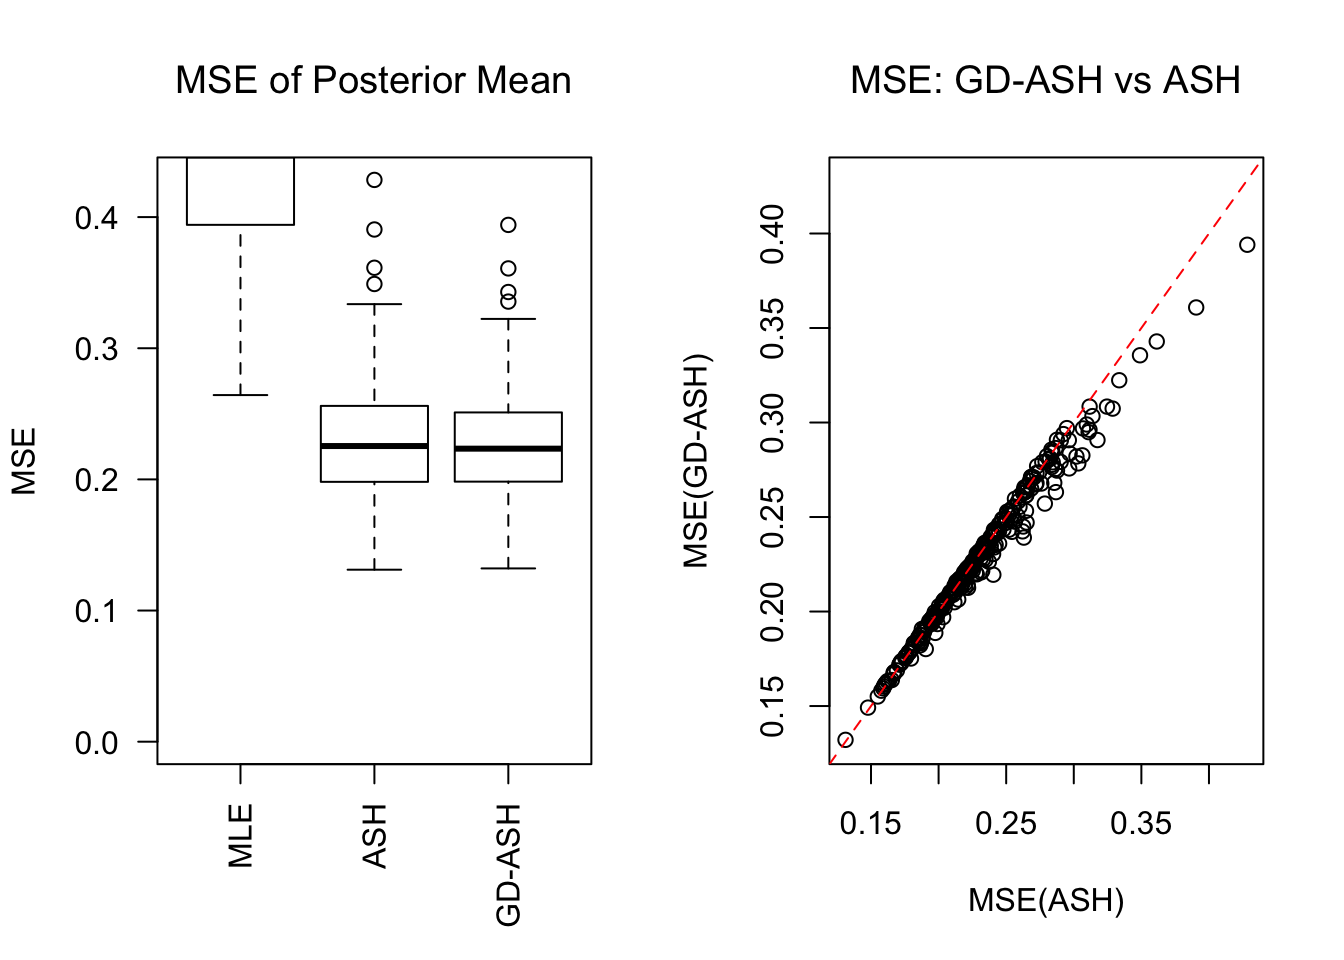 MSE of Posterior Mean
MSE
0.4
0.3
0.2
0.1
0.0
MLE
ASH
GD-ASH
MSE: GD-ASH vs ASH
MSE(GD-ASH)
0.40
0.35
0.30
0.25
0.20
0.15
0.15 0.25 0.35
MSE(ASH)